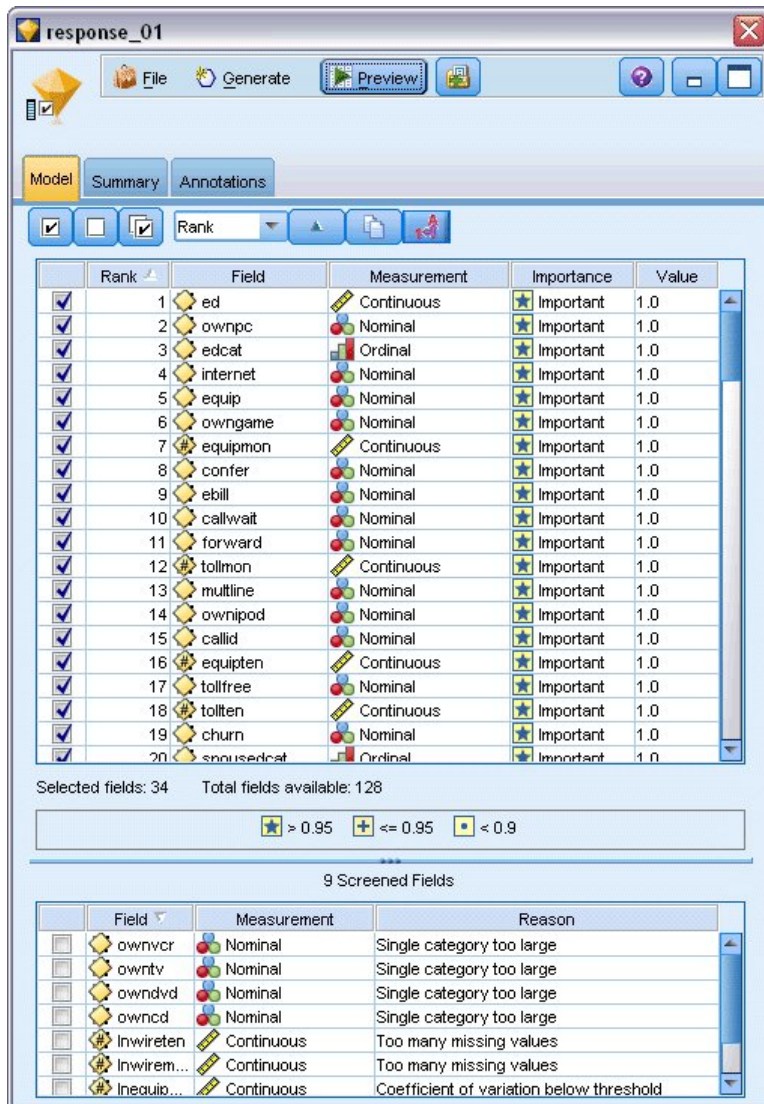 response_01
File Generate Preview
Model Summary Annotations
Rank
Rank Field Measurement Importance Value
1 ed Continuous Important 1.0
2 ownpc Nominal Important 1.0
3 edcat Ordinal Important 1.0
4 internet Nominal Important 1.0
5 equip Nominal Important 1.0
6 owngame Nominal Important 1.0
7 equipmon Continuous Important 1.0
8 confer Nominal Important 1.0
9 ebill Nominal Important 1.0
10 callwait Nominal Important 1.0
11 forward Nominal Important 1.0
12 tollmon Continuous Important 1.0
13 multline Nominal Important 1.0
14 ownipod Nominal Important 1.0
15 callid Nominal Important 1.0
16 equipten Continuous Important 1.0
17 tollfree Nominal Important 1.0
18 tollten Continuous Important 1.0
19 churn Nominal Important 1.0
20 spousedcat Ordinal Important 1.0
Selected fields: 34 Total fields available: 128
> 0.95 <= 0.95 < 0.9
9 Screened Fields
Field Measurement Reason
ownvcr Nominal Single category too large
owntv Nominal Single category too large
owndvd Nominal Single category too large
owncd Nominal Single category too large
lnwireten Continuous Too many missing values
lnwirem... Continuous Too many missing values
lnequip... Continuous Coefficient of variation below threshold